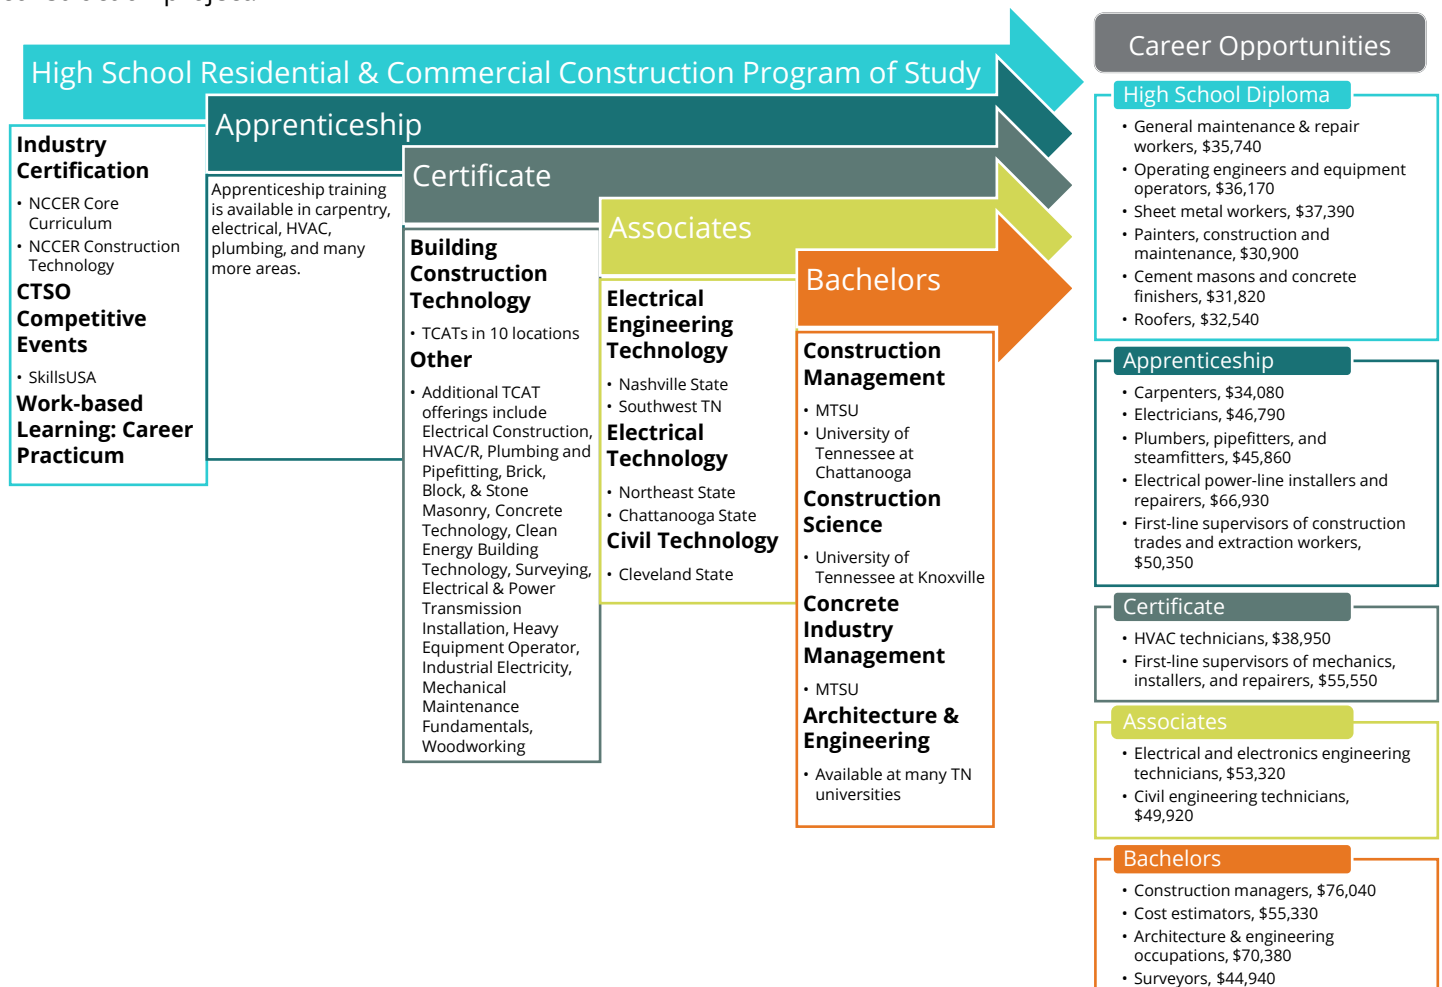 High School Residential & Commercial Construction Program of Study
Industry
Certification
• NCCER Core
Curriculum
• NCCER Construction
Technology
CTSO
Competitive
Events
• SkillsUSA
Work-based
Learning: Career
Practicum
Apprenticeship
Apprenticeship training
is available in carpentry,
electrical, HVAC,
plumbing, and many
more areas.
Certificate
Building
Construction
Technology
• TCATs in 10 locations
Other
• Additional TCAT
offerings include
Electrical Construction,
HVAC/R, Plumbing and
Pipefitting, Brick,
Block, & Stone
Masonry, Concrete
Technology, Clean
Energy Building
Technology, Surveying,
Electrical & Power
Transmission
Installation, Heavy
Equipment Operator,
Industrial Electricity,
Mechanical
Maintenance
Fundamentals,
Woodworking
Associates
Electrical
Engineering
Technology
• Nashville State
• Southwest TN
Electrical
Technology
• Northeast State
• Chattanooga State
Civil Technology
• Cleveland State
Bachelors
Construction
Management
• MTSU
• University of
Tennessee at
Chattanooga
Construction
Science
• University of
Tennessee at Knoxville
Concrete
Industry
Management
• MTSU
Architecture &
Engineering
• Available at many TN
universities
Career Opportunities
High School Diploma
• General maintenance & repair
workers, $35,740
• Operating engineers and equipment
operators, $36,170
• Sheet metal workers, $37,390
• Painters, construction and
maintenance, $30,900
• Cement masons and concrete
finishers, $31,820
• Roofers, $32,540
Apprenticeship
• Carpenters, $34,080
• Electricians, $46,790
• Plumbers, pipefitters, and
steamfitters, $45,860
• Electrical power-line installers and
repairers, $66,930
• First-line supervisors of construction
trades and extraction workers,
$50,350
Certificate
• HVAC technicians, $38,950
• First-line supervisors of mechanics,
installers, and repairers, $55,550
Associates
• Electrical and electronics engineering
technicians, $53,320
• Civil engineering technicians,
$49,920
Bachelors
• Construction managers, $76,040
• Cost estimators, $55,330
• Architecture & engineering
occupations, $70,380
• Surveyors, $44,940